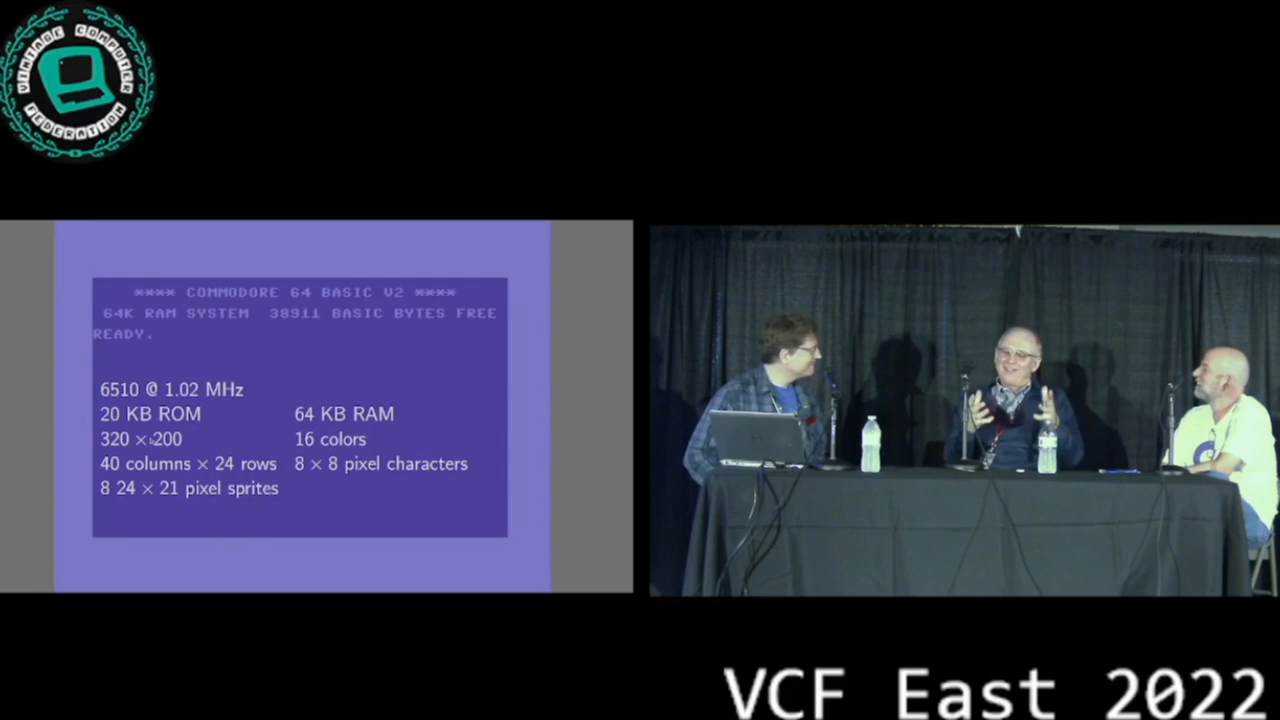 VINTAGE COMPUTER
FEDERATION
**** COMMODORE 64 BASIC V2 ****
64K RAM SYSTEM 38911 BASIC BYTES FREE
READY.
6510 @ 1.02 MHz
20 KB ROM 64 KB RAM
320 × 200 16 colors
40 columns × 24 rows 8 × 8 pixel characters
8 24 × 21 pixel sprites
VCF East 2022